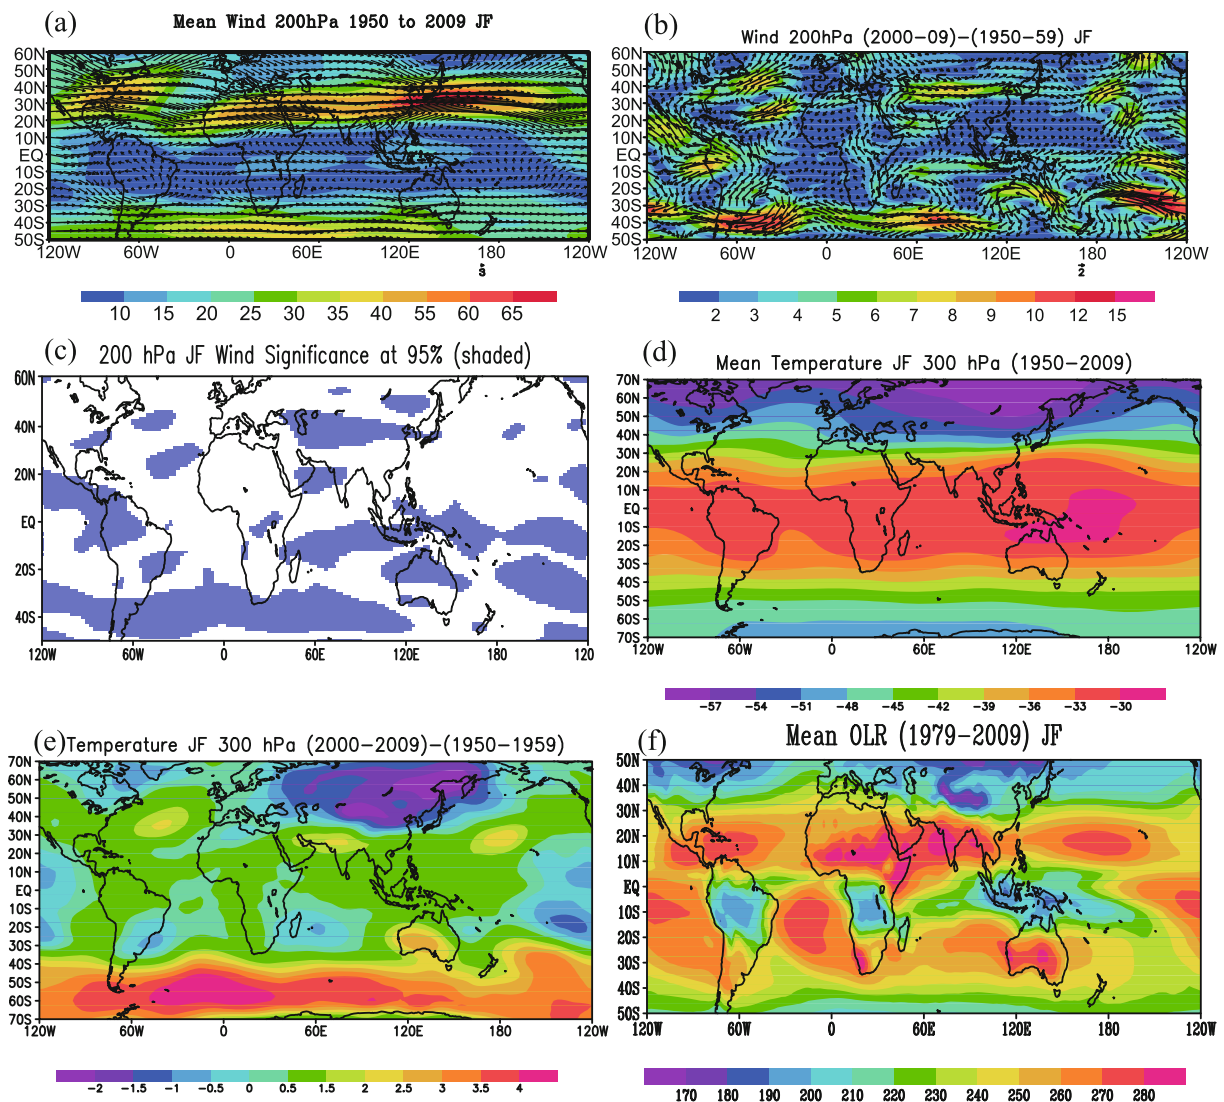 (a) Mean Wind 200hPa 1950 to 2009 JF
60N
50N
40N
30N
20N
10N
EQ
10S
20S
30S
40S
50S
120W 60W 0 60E 120E 180 120W
3
10 15 20 25 30 35 40 55 60 65
(b) Wind 200hPa (2000-09)-(1950-59) JF
60N
50N
40N
30N
20N
10N
EQ
10S
20S
30S
40S
50S
120W 60W 0 60E 120E 180 120W
2
2 3 4 5 6 7 8 9 10 12 15
(c) 200 hPa JF Wind Significance at 95% (shaded)
60N
40N
20N
EQ
20S
40S
120W 60W 0 60E 120E 180 120W
(d) Mean Temperature JF 300 hPa (1950-2009)
70N
60N
50N
40N
30N
20N
10N
EQ
10S
20S
30S
40S
50S
60S
70S
120W 60W 0 60E 120E 180 120W
-57 -54 -51 -48 -45 -42 -39 -36 -33 -30
(e) Temperature JF 300 hPa (2000-2009)-(1950-1959)
70N
60N
50N
40N
30N
20N
10N
EQ
10S
20S
30S
40S
50S
60S
70S
120W 60W 0 60E 120E 180 120W
-2 -1.5 -1 -0.5 0 0.5 1.5 2 2.5 3 3.5 4
(f) Mean OLR (1979-2009) JF
50N
40N
30N
20N
10N
EQ
10S
20S
30S
40S
50S
120W 60W 0 60E 120E 180 120W
170 180 190 200 210 220 230 240 250 260 270 280